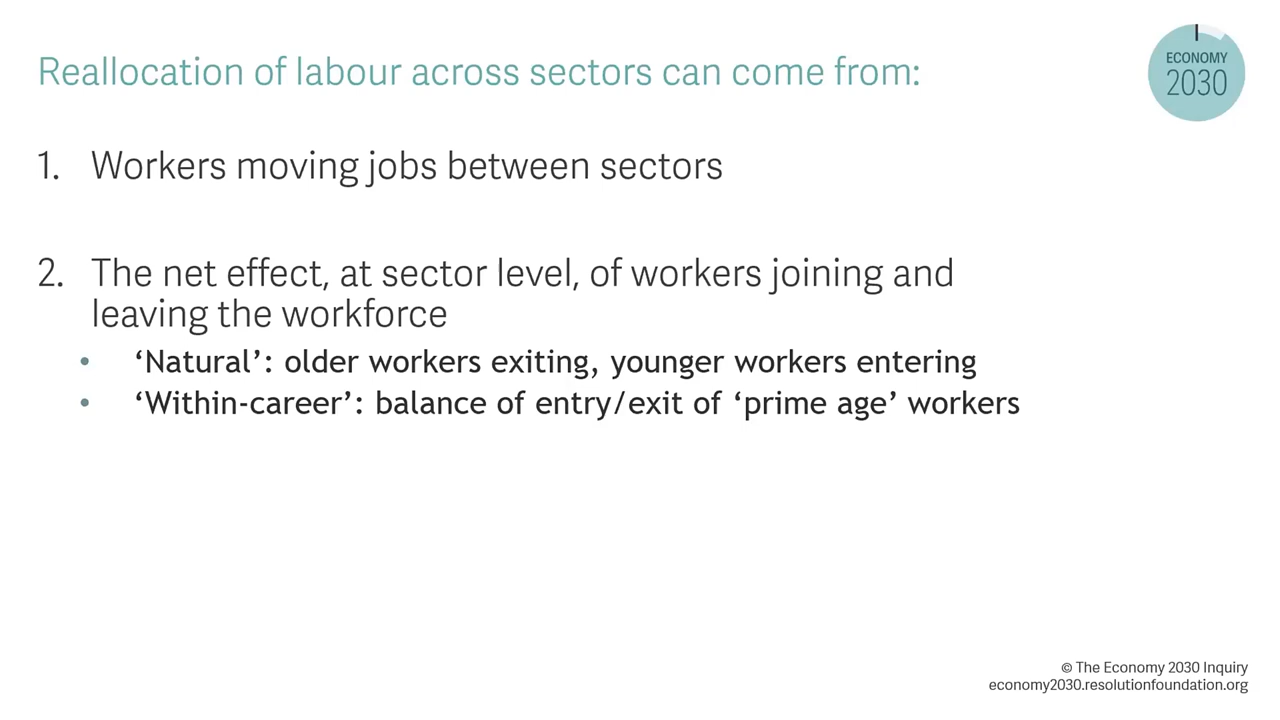 Reallocation of labour across sectors can come from:
ECONOMY
2030
1. Workers moving jobs between sectors
2. The net effect, at sector level, of workers joining and
leaving the workforce
• ‘Natural’: older workers exiting, younger workers entering
• ‘Within-career’: balance of entry/exit of ‘prime age’ workers
© The Economy 2030 Inquiry
economy2030.resolutionfoundation.org